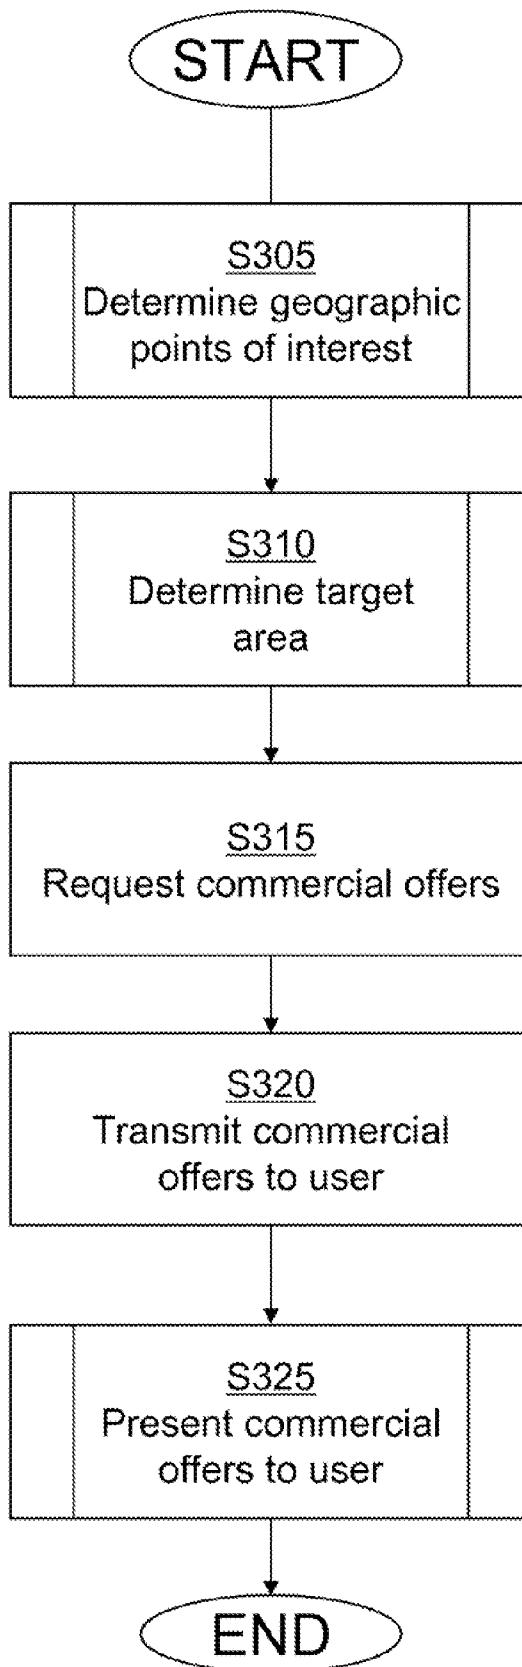 START
S305
Determine geographic
points of interest
S310
Determine target
area
S315
Request commercial offers
S320
Transmit commercial
offers to user
S325
Present commercial
offers to user
END